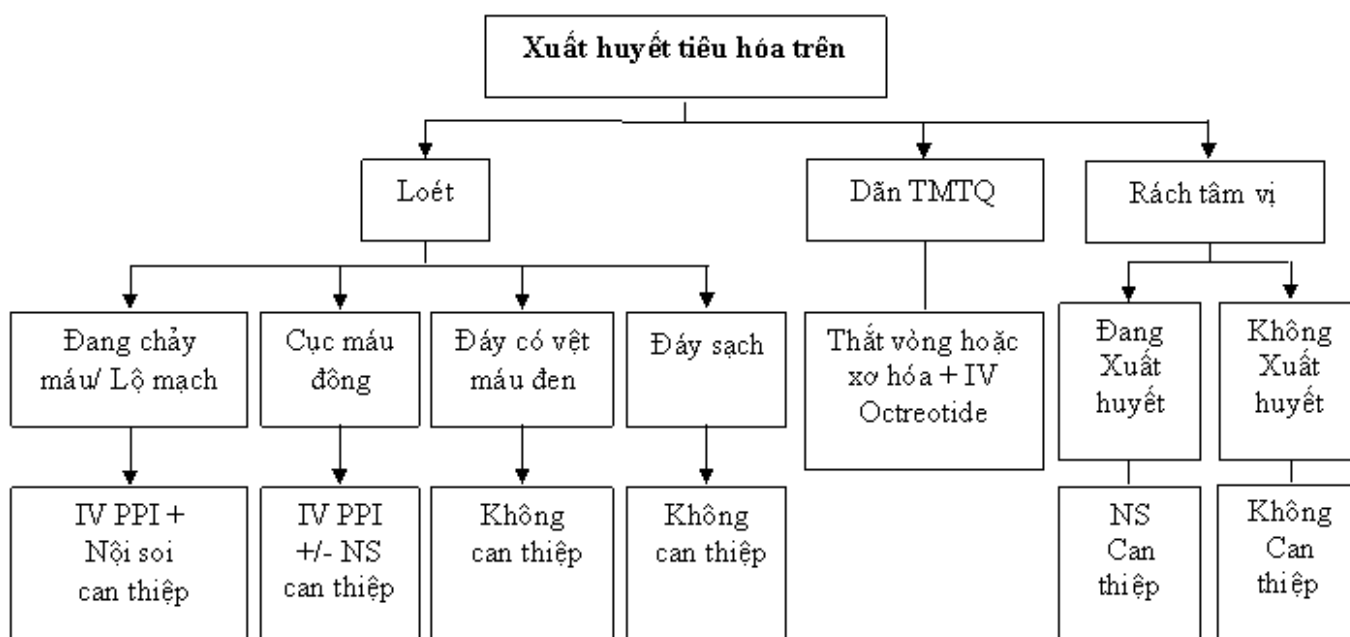 Xuất huyết tiêu hóa trên
Loét
Dãn TMTQ
Rách tâm vị
Đang chảy
máu/ Lộ mạch
Cục máu
đông
Đáy có vệt
máu đen
Đáy sạch
Thắt vòng hoặc
xơ hóa + IV
Octreotide
Đang
Xuất
huyết
Không
Xuất
huyết
IV PPI +
Nội soi
can thiệp
IV PPI
+/- NS
can thiệp
Không
can thiệp
Không
can thiệp
NS
Can
thiệp
Không
Can
thiệp